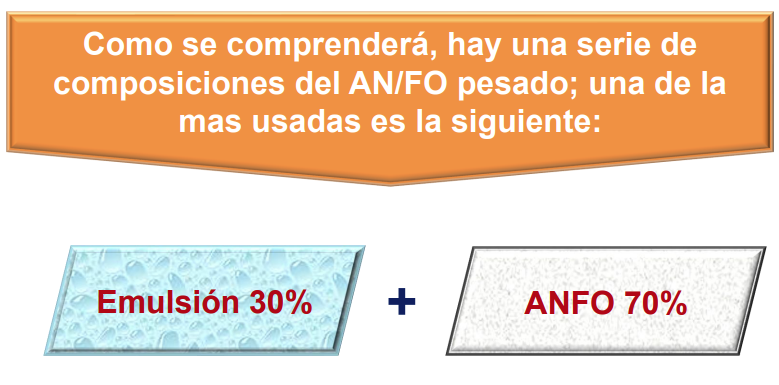 Como se comprenderá, hay una serie de
composiciones del AN/FO pesado; una de la
mas usadas es la siguiente:
Emulsión 30% + ANFO 70%